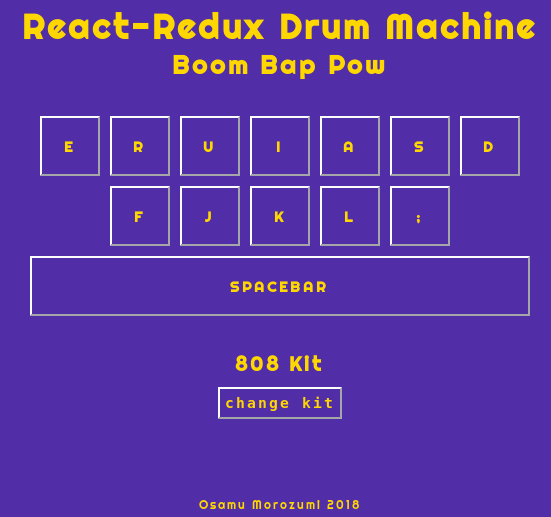 React-Redux Drum Machine
Boom Bap Pow
E R U I A S D
F J K L ;
SPACEBAR
808 Kit
change kit
Osamu Morozumi 2018